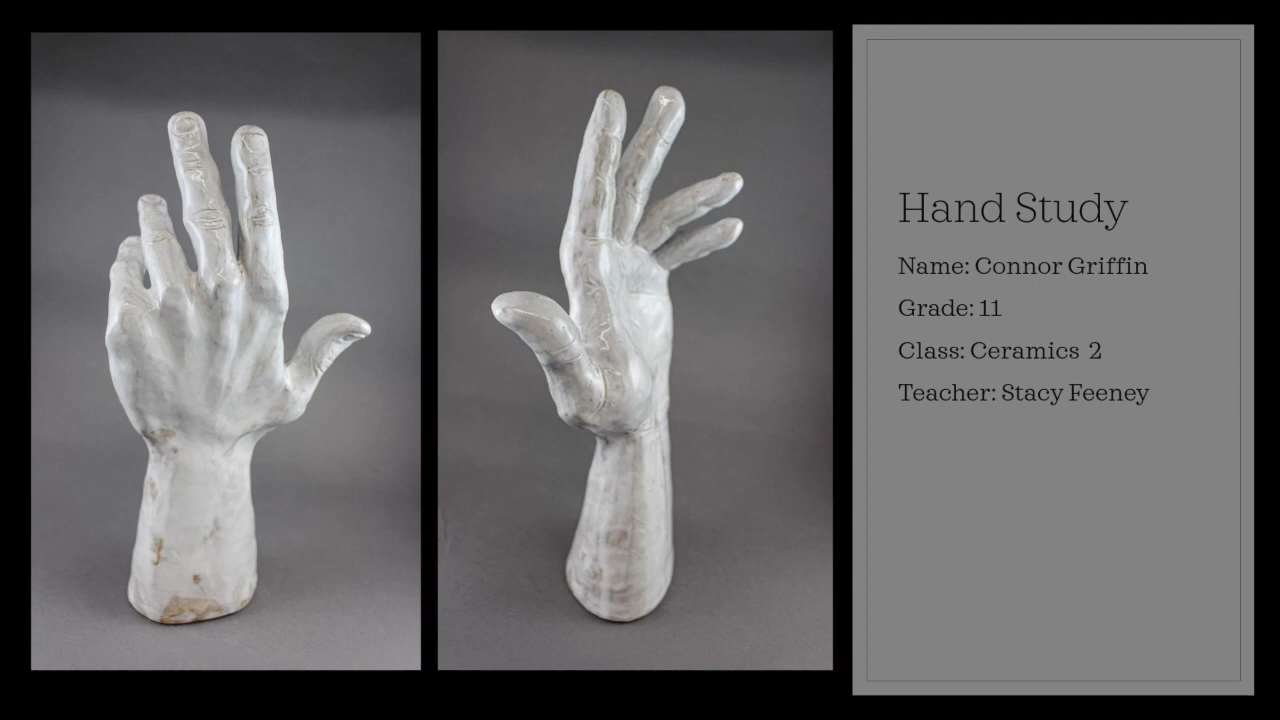 Hand Study
Name: Connor Griffin
Grade: 11
Class: Ceramics 2
Teacher: Stacy Feeney